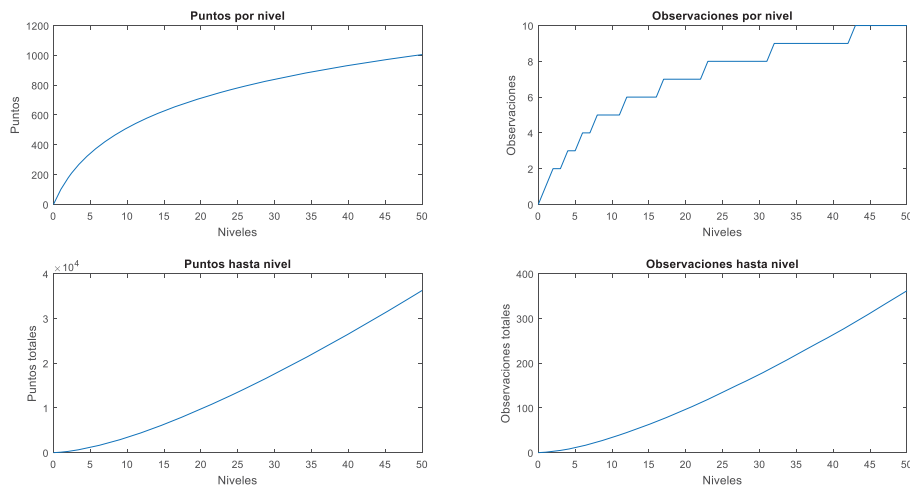 Puntos por nivel
1200
1000
800
600
400
200
0
Puntos
0 5 10 15 20 25 30 35 40 45 50
Niveles
Observaciones por nivel
10
8
6
4
2
0
Observaciones
0 5 10 15 20 25 30 35 40 45 50
Niveles
Puntos hasta nivel
×10⁴
4
3
2
1
0
Puntos totales
0 5 10 15 20 25 30 35 40 45 50
Niveles
Observaciones hasta nivel
400
300
200
100
0
Observaciones totales
0 5 10 15 20 25 30 35 40 45 50
Niveles